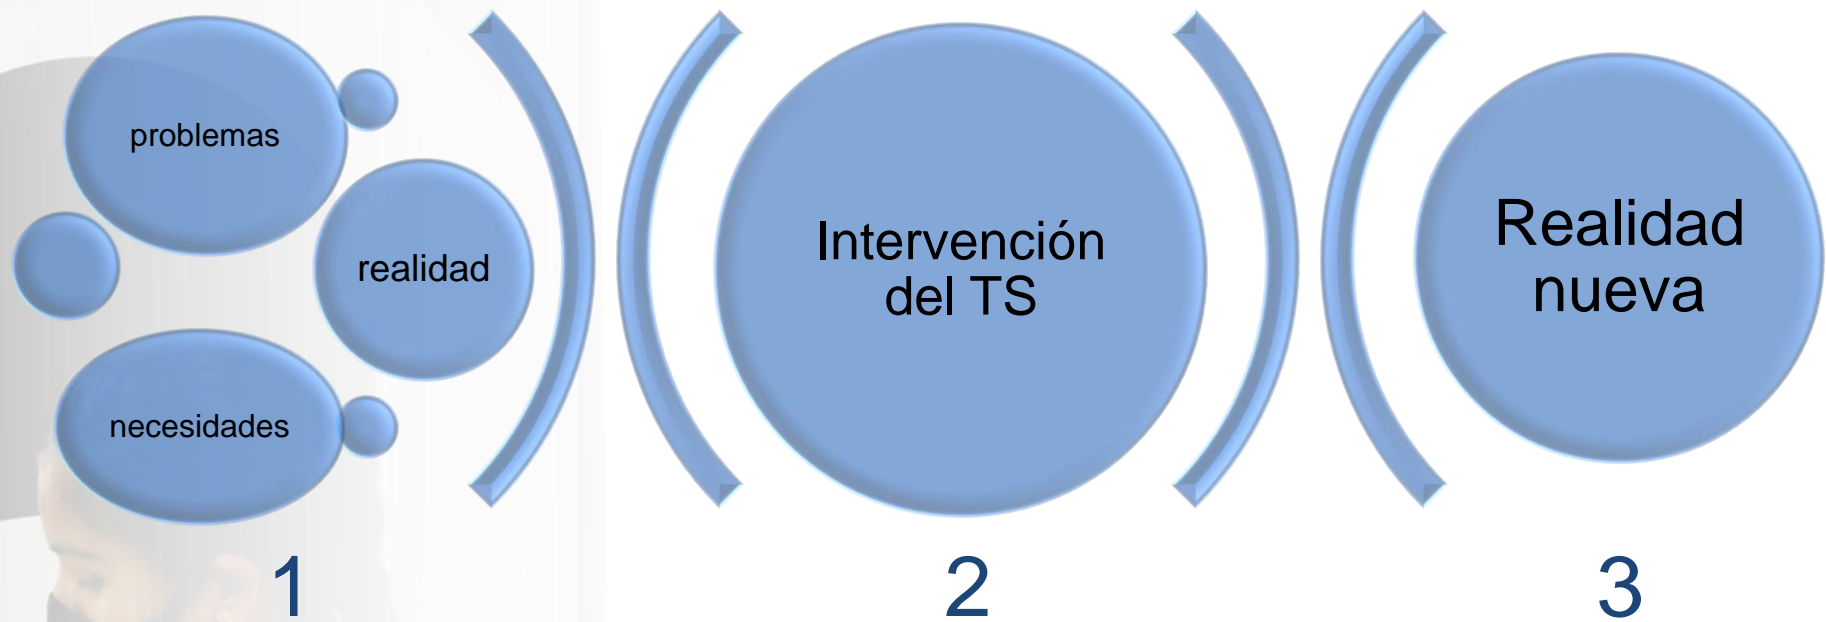 problemas
realidad
necesidades
1
Intervención
del TS
2
Realidad
nueva
3